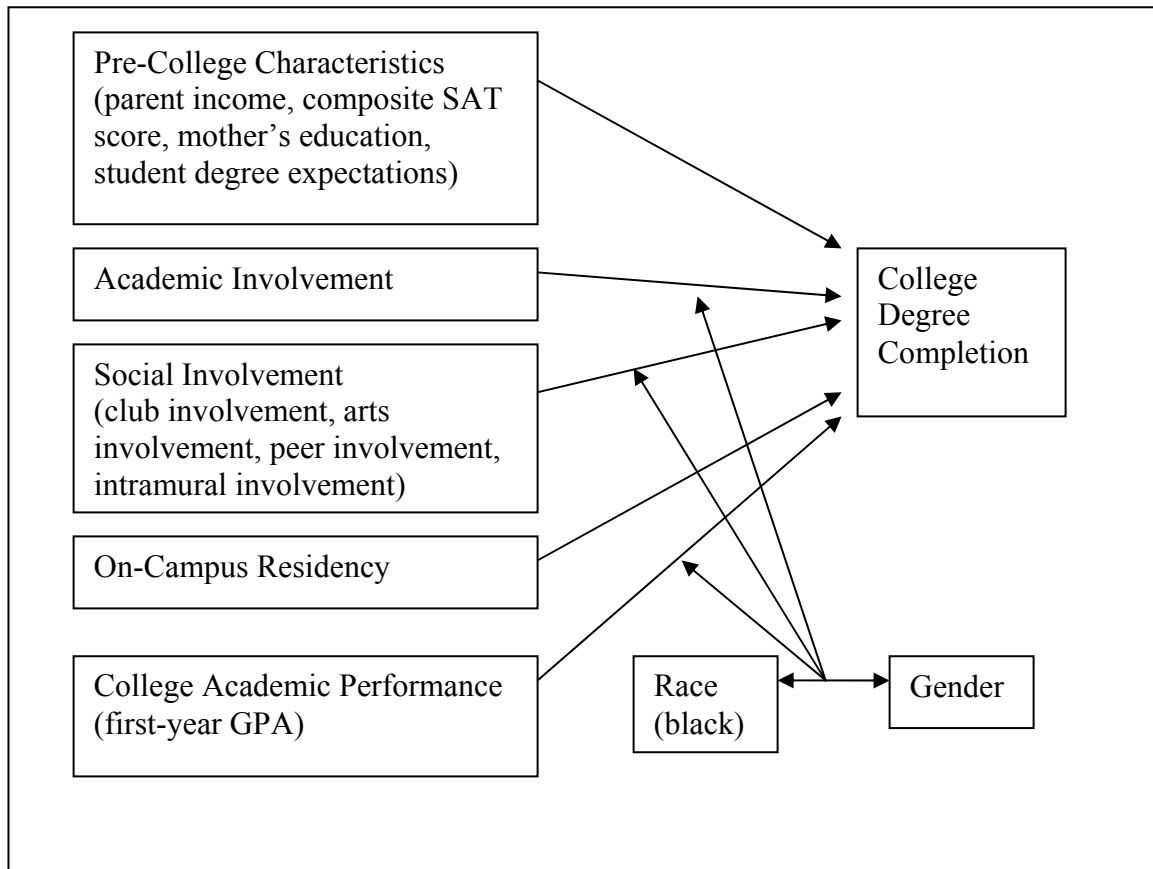 Pre-College Characteristics
(parent income, composite SAT
score, mother’s education,
student degree expectations)
Academic Involvement
Social Involvement
(club involvement, arts
involvement, peer involvement,
intramural involvement)
On-Campus Residency
College Academic Performance
(first-year GPA)
College
Degree
Completion
Race
(black)
Gender